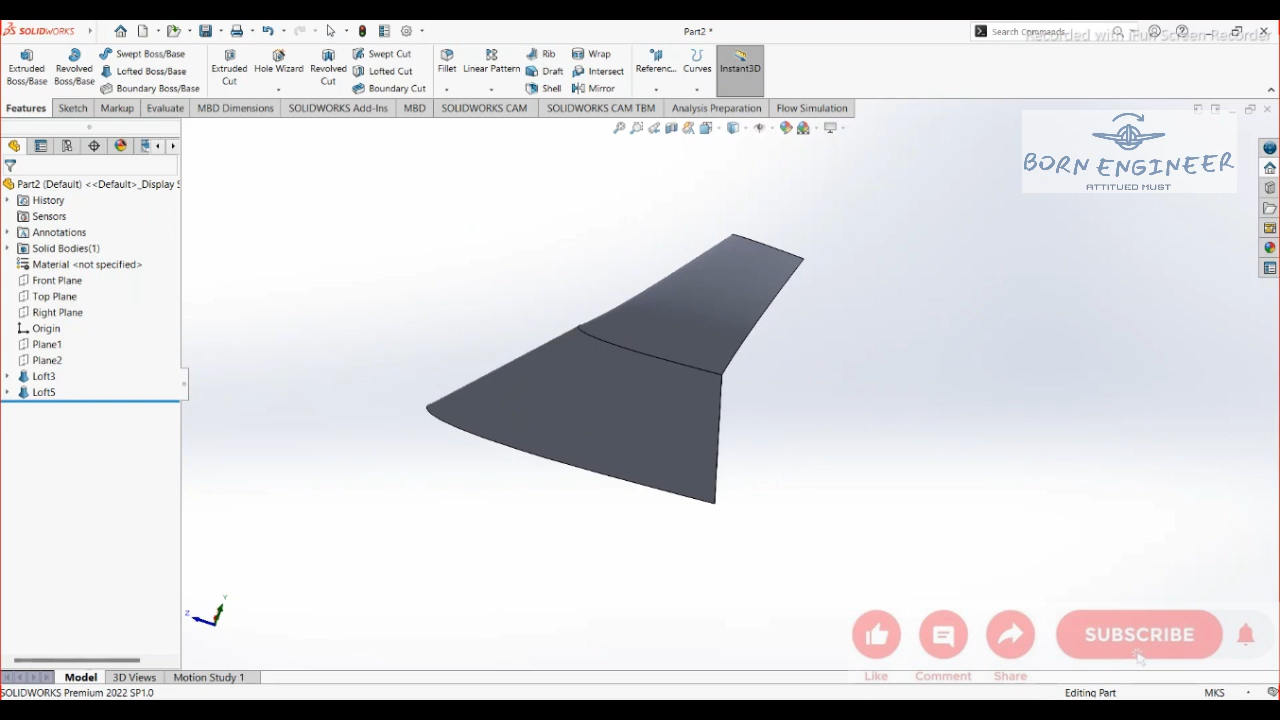 SOLIDWORKS
Part2 *
Search Commands
Recorded with iFun Screen Recorder
Extruded Boss/Base
Revolved Boss/Base
Swept Boss/Base
Lofted Boss/Base
Boundary Boss/Base
Extruded Cut
Hole Wizard
Revolved Cut
Swept Cut
Lofted Cut
Boundary Cut
Fillet
Linear Pattern
Rib
Draft
Shell
Wrap
Intersect
Mirror
Referenc...
Curves
Instant3D
Features
Sketch
Markup
Evaluate
MBD Dimensions
SOLIDWORKS Add-Ins
MBD
SOLIDWORKS CAM
SOLIDWORKS CAM TBM
Analysis Preparation
Flow Simulation
BORN ENGINEER
ATTITUED MUST
Part2 (Default) <<Default>_Display S
History
Sensors
Annotations
Solid Bodies(1)
Material <not specified>
Front Plane
Top Plane
Right Plane
Origin
Plane1
Plane2
Loft3
Loft5
Y
Z
SUBSCRIBE
Like
Comment
Share
Model
3D Views
Motion Study 1
SOLIDWORKS Premium 2022 SP1.0
Editing Part
MKS